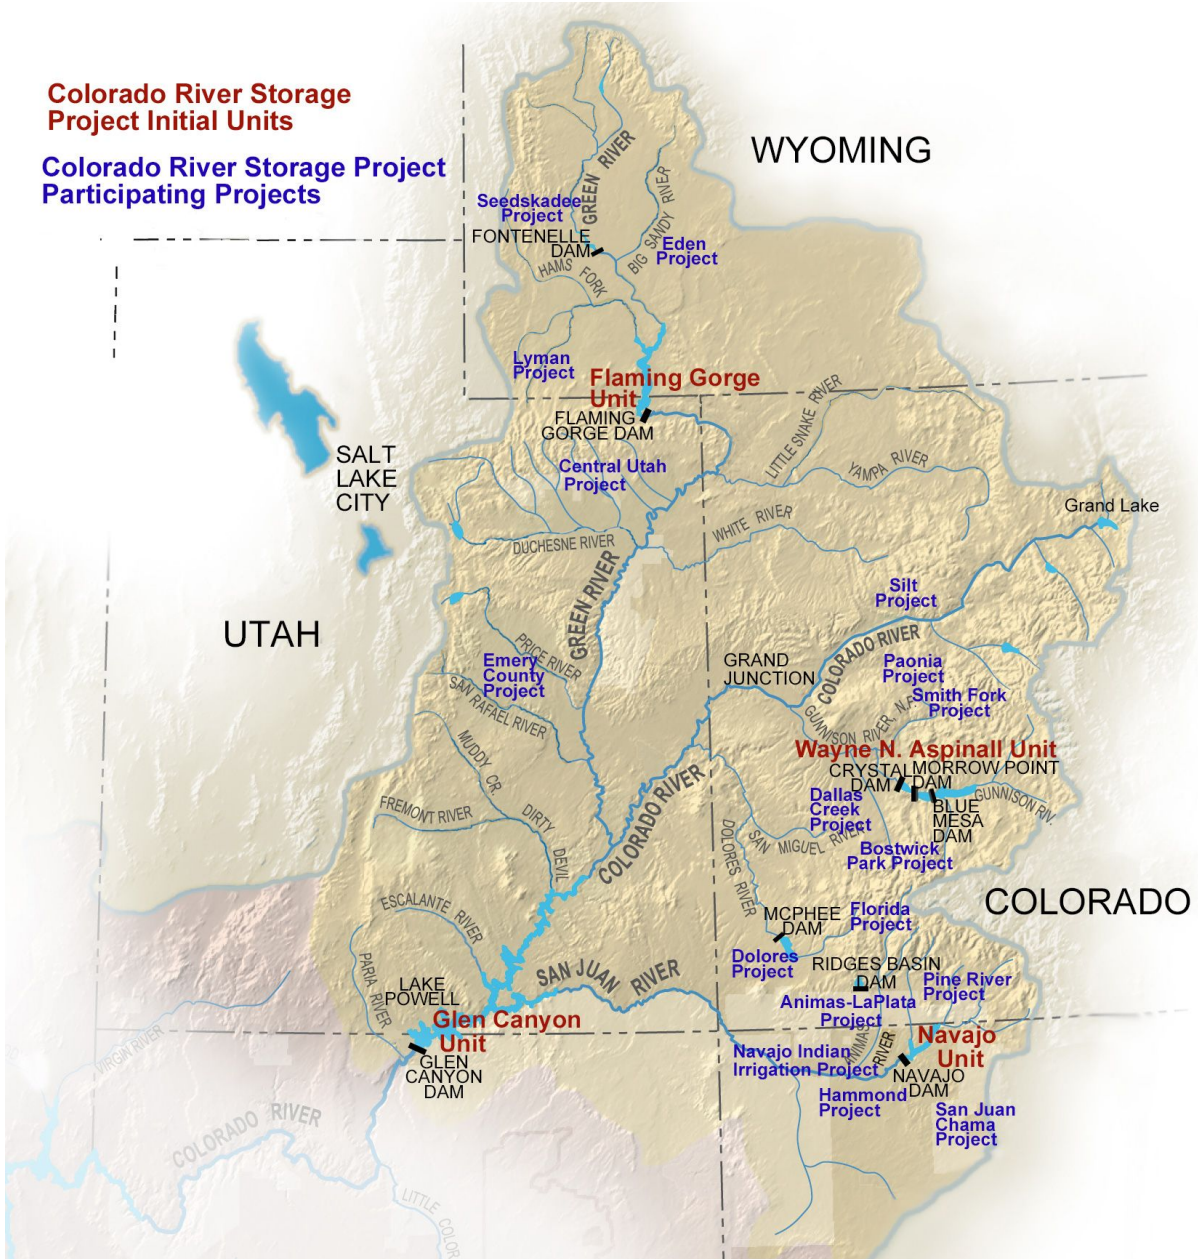 Colorado River Storage
Project Initial Units
Colorado River Storage Project
Participating Projects
WYOMING
GREEN RIVER
BIG SANDY RIVER
Seedskadee
Project
FONTENELLE
DAM
Eden
Project
HAMS FORK
Lyman
Project
Flaming Gorge
Unit
FLAMING
GORGE DAM
LITTLE SNAKE RIVER
YAMPA RIVER
SALT
LAKE
CITY
Central Utah
Project
Grand Lake
WHITE RIVER
DUCHESNE RIVER
GREEN RIVER
Silt
Project
UTAH
COLORADO RIVER
PRICE RIVER
Emery
County
Project
GRAND
JUNCTION
Paonia
Project
SAN RAFAEL RIVER
Smith Fork
Project
GUNNISON RIVER, N.F.
MUDDY CR.
Wayne N. Aspinall Unit
CRYSTAL
DAM
MORROW POINT
DAM
GUNNISON RIV.
Dallas
Creek
Project
BLUE
MESA
DAM
COLORADO RIVER
FREMONT RIVER
DIRTY
DEVIL
DOLORES RIVER
SAN MIGUEL RIVER
Bostwick
Park Project
COLORADO
ESCALANTE RIVER
MCPHEE
DAM
Florida
Project
Dolores
Project
RIDGES BASIN
DAM
Pine River
Project
PARIA RIVER
SAN JUAN RIVER
LAKE
POWELL
Animas-LaPlata
Project
Glen Canyon
Unit
VIRGIN RIVER
ANIMAS
RIVER
Navajo
Unit
Navajo Indian
Irrigation Project
GLEN
CANYON
DAM
NAVAJO
DAM
Hammond
Project
San Juan
Chama
Project
COLORADO RIVER
LITTLE COLOR